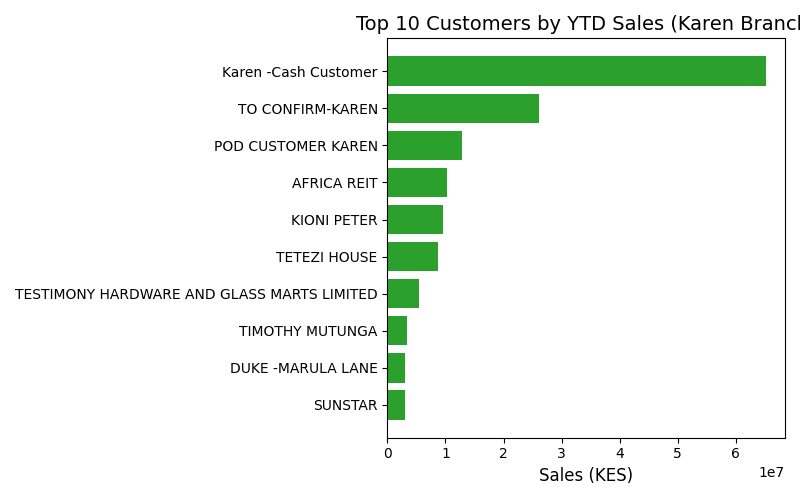 Top 10 Customers by YTD Sales (Karen Branch
Karen -Cash Customer
TO CONFIRM-KAREN
POD CUSTOMER KAREN
AFRICA REIT
KIONI PETER
TETEZI HOUSE
TESTIMONY HARDWARE AND GLASS MARTS LIMITED
TIMOTHY MUTUNGA
DUKE -MARULA LANE
SUNSTAR
0 1 2 3 4 5 6
1e7
Sales (KES)